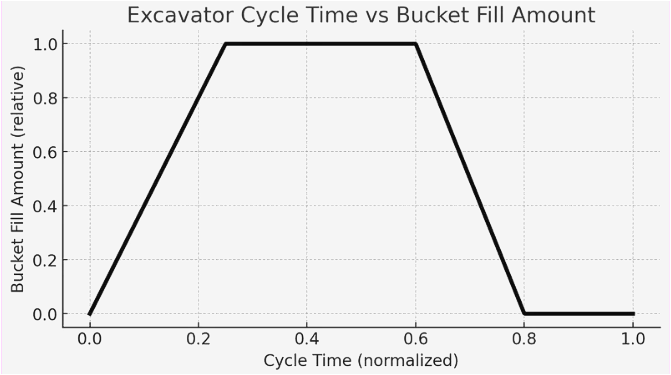 Excavator Cycle Time vs Bucket Fill Amount
Bucket Fill Amount (relative)
1.0
0.8
0.6
0.4
0.2
0.0
0.0 0.2 0.4 0.6 0.8 1.0
Cycle Time (normalized)